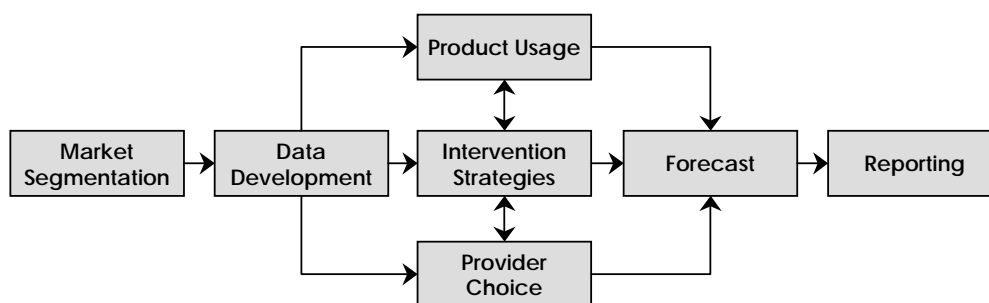 Product Usage
Market
Segmentation
Data
Development
Intervention
Strategies
Forecast
Reporting
Provider
Choice